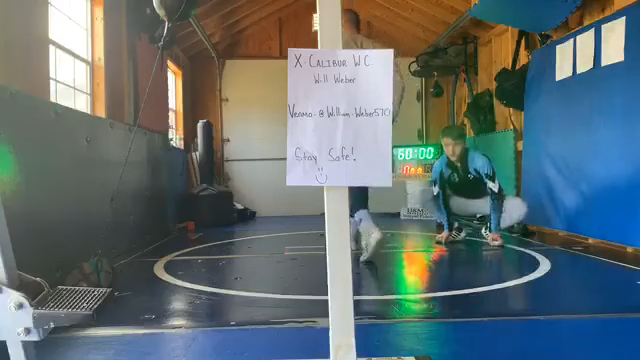 X-Calibur W.C.
Will Weber
Venmo-@William-Weber570
Stay Safe!
60:00